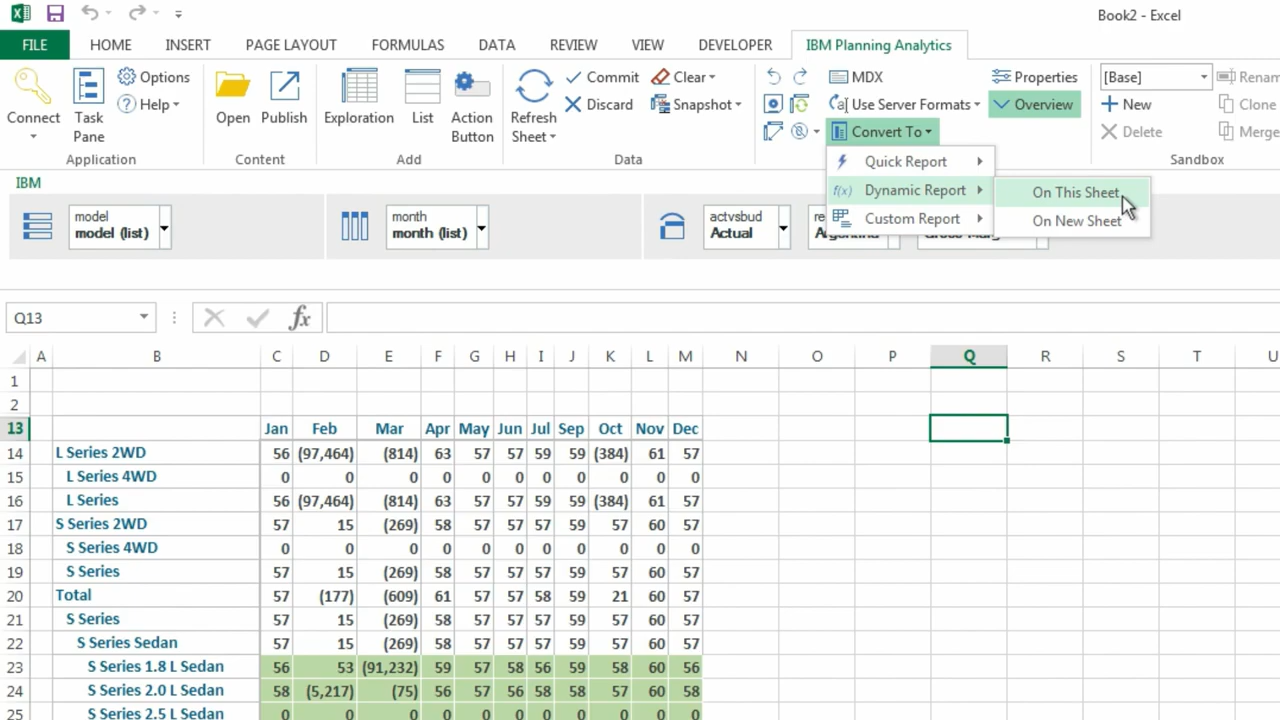 Book2 - Excel
FILE HOME INSERT PAGE LAYOUT FORMULAS DATA REVIEW VIEW DEVELOPER IBM Planning Analytics
Connect
Task Pane
Options
Help
Application
Open
Publish
Content
Exploration
List
Action Button
Add
Refresh Sheet
Commit
Discard
Clear
Snapshot
Data
MDX
Use Server Formats
Convert To
Properties
Overview
[Base]
New
Delete
Clone
Sandbox
Quick Report
f(x) Dynamic Report
Custom Report
On This Sheet
On New Sheet
IBM
model
model (list)
month
month (list)
actvsbud
Actual
Q13
fx
A B C D E F G H I J K L M N O P Q R S T U
1
2
13 Jan Feb Mar Apr May Jun Jul Sep Oct Nov Dec
14 L Series 2WD 56 (97,464) (814) 63 57 57 59 59 (384) 61 57
15 L Series 4WD 0 0 0 0 0 0 0 0 0 0 0
16 L Series 56 (97,464) (814) 63 57 57 59 59 (384) 61 57
17 S Series 2WD 57 15 (269) 58 57 57 57 59 57 60 57
18 S Series 4WD 0 0 0 0 0 0 0 0 0 0 0
19 S Series 57 15 (269) 58 57 57 57 59 57 60 57
20 Total 57 (177) (609) 61 57 57 58 59 21 60 57
21 S Series 57 15 (269) 58 57 57 57 59 57 60 57
22 S Series Sedan 57 15 (269) 58 57 57 57 59 57 60 57
23 S Series 1.8 L Sedan 56 53 (91,232) 59 57 58 56 59 58 60 56
24 S Series 2.0 L Sedan 58 (5,217) (75) 56 57 56 58 58 57 60 58
25 S Series 2.5 L Sedan 0 0 0 0 0 0 0 0 0 0 0